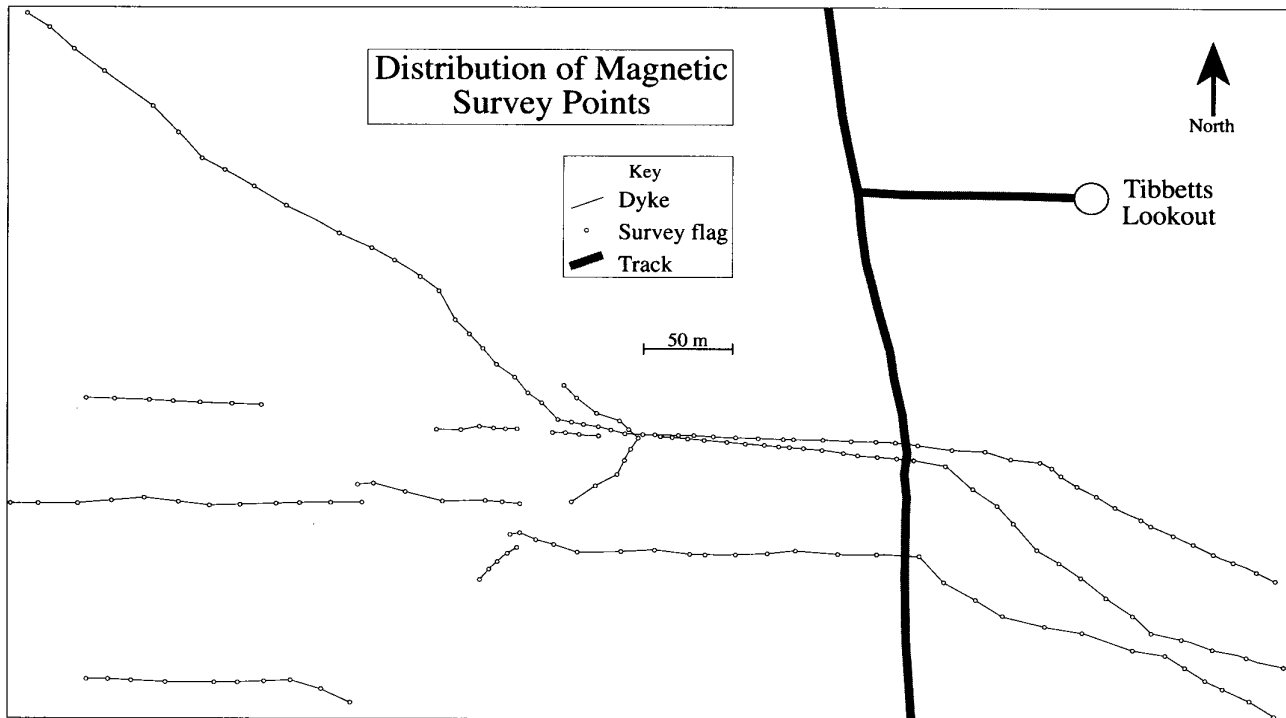 Distribution of Magnetic
Survey Points
Key
Dyke
Survey flag
Track
50 m
North
Tibbetts
Lookout